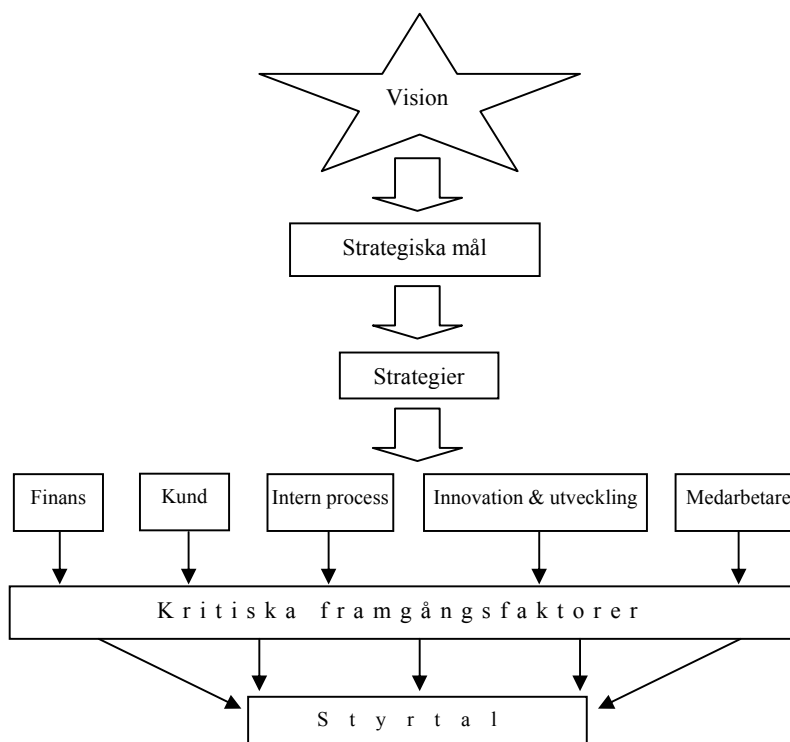 Vision
Strategiska mål
Strategier
Finans
Kund
Intern process
Innovation & utveckling
Medarbetare
Kritiska framgångsfaktorer
Styrtal